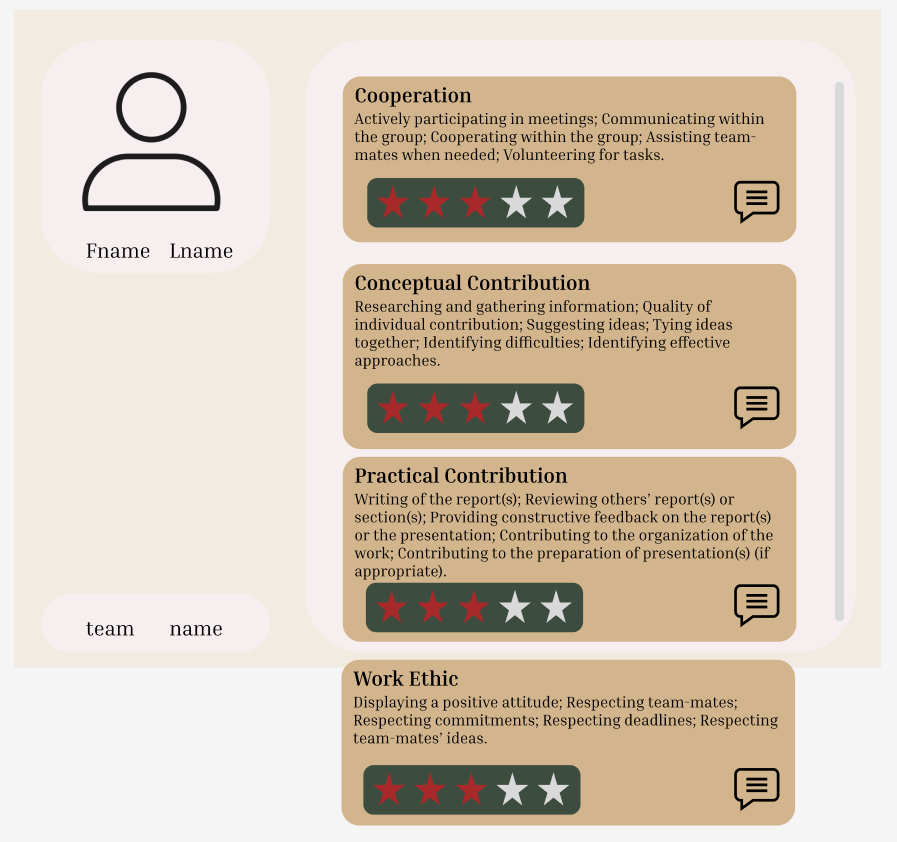 Fname Lname
team name
Cooperation
Actively participating in meetings; Communicating within
the group; Cooperating within the group; Assisting team-
mates when needed; Volunteering for tasks.
Conceptual Contribution
Researching and gathering information; Quality of
individual contribution; Suggesting ideas; Tying ideas
together; Identifying difficulties; Identifying effective
approaches.
Practical Contribution
Writing of the report(s); Reviewing others’ report(s) or
section(s); Providing constructive feedback on the report(s)
or the presentation; Contributing to the organization of the
work; Contributing to the preparation of presentation(s) (if
appropriate).
Work Ethic
Displaying a positive attitude; Respecting team-mates;
Respecting commitments; Respecting deadlines; Respecting
team-mates’ ideas.